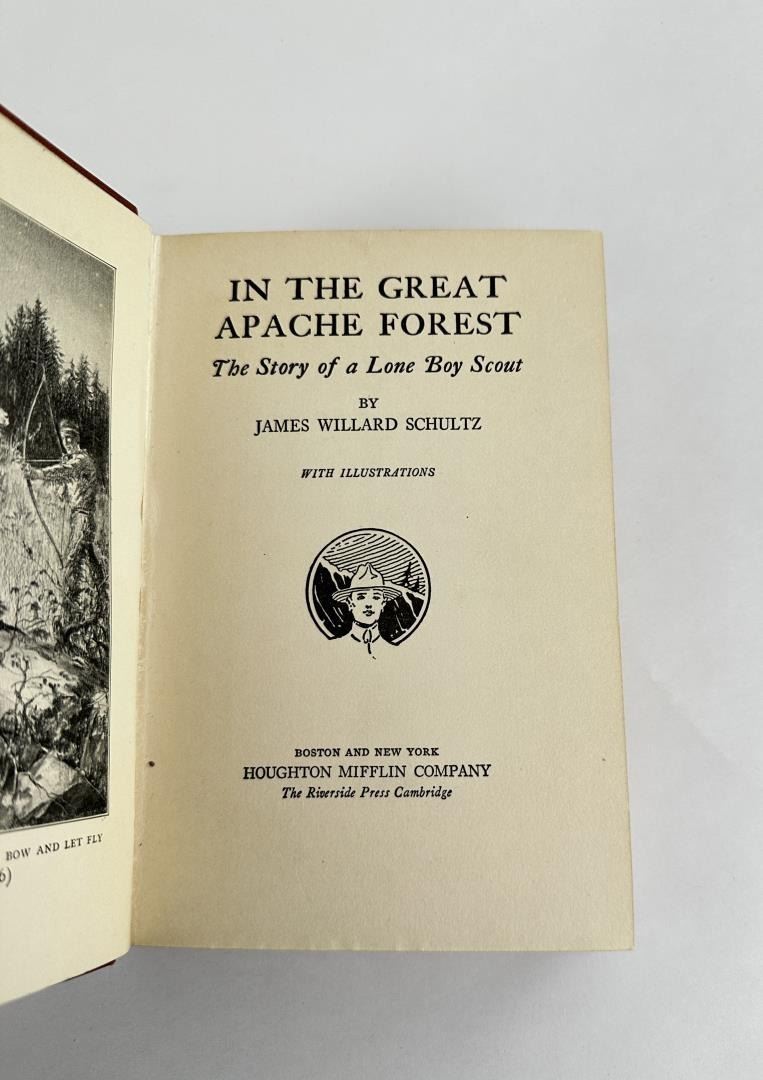 BOW AND LET FLY
6)
IN THE GREAT
APACHE FOREST
The Story of a Lone Boy Scout
BY
JAMES WILLARD SCHULTZ
WITH ILLUSTRATIONS
BOSTON AND NEW YORK
HOUGHTON MIFFLIN COMPANY
The Riverside Press Cambridge